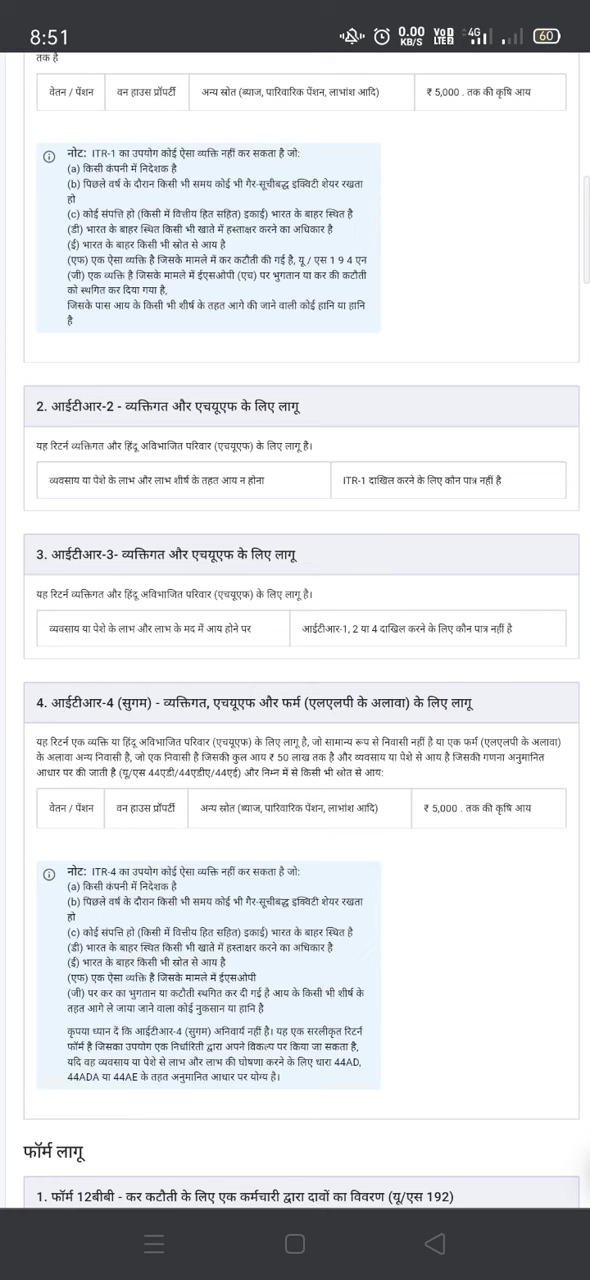 8:51
0.00 KB/S
VoD LTE2
4G
60
तक है
वेतन / पेंशन
वन हाउस प्रॉपर्टी
अन्य स्रोत (ब्याज, पारिवारिक पेंशन, लाभांश आदि)
₹ 5,000 . तक की कृषि आय
नोट: ITR-1 का उपयोग कोई ऐसा व्यक्ति नहीं कर सकता है जो:
(a) किसी कंपनी में निदेशक है
(b) पिछले वर्ष के दौरान किसी भी समय कोई भी गैर-सूचीबद्ध इक्विटी शेयर रखता
हो
(c) कोई संपत्ति हो (किसी में वित्तीय हित सहित) इकाई) भारत के बाहर स्थित है
(डी) भारत के बाहर स्थित किसी भी खाते में हस्ताक्षर करने का अधिकार है
(ई) भारत के बाहर किसी भी स्रोत से आय है
(एफ) एक ऐसा व्यक्ति है जिसके मामले में कर कटौती की गई है, यू / एस 1 9 4 एन
(जी) एक व्यक्ति है जिसके मामले में ईएसओपी (एच) पर भुगतान या कर की कटौती
को स्थगित कर दिया गया है,
जिसके पास आय के किसी भी शीर्ष के तहत आगे की जाने वाली कोई हानि या हानि
है
2. आईटीआर-2 - व्यक्तिगत और एचयूएफ के लिए लागू
यह रिटर्न व्यक्तिगत और हिंदू अविभाजित परिवार (एचयूएफ) के लिए लागू है।
व्यवसाय या पेशे के लाभ और लाभ शीर्ष के तहत आय न होना
ITR-1 दाखिल करने के लिए कौन पात्र नहीं है
3. आईटीआर-3- व्यक्तिगत और एचयूएफ के लिए लागू
यह रिटर्न व्यक्तिगत और हिंदू अविभाजित परिवार (एचयूएफ) के लिए लागू है।
व्यवसाय या पेशे के लाभ और लाभ के मद में आय होने पर
आईटीआर-1, 2 या 4 दाखिल करने के लिए कौन पात्र नहीं है
4. आईटीआर-4 (सुगम) - व्यक्तिगत, एचयूएफ और फर्म (एलएलपी के अलावा) के लिए लागू
यह रिटर्न एक व्यक्ति या हिंदू अविभाजित परिवार (एचयूएफ) के लिए लागू है, जो सामान्य रूप से निवासी नहीं है या एक फर्म (एलएलपी के अलावा)
के अलावा अन्य निवासी है, जो एक निवासी है जिसकी कुल आय ₹ 50 लाख तक है और व्यवसाय या पेशे से आय है जिसकी गणना अनुमानित
आधार पर की जाती है (यू/एस 44एडी/44एडीए/44एई) और निम्न में से किसी भी स्रोत से आय:
वेतन / पेंशन
वन हाउस प्रॉपर्टी
अन्य स्रोत (ब्याज, पारिवारिक पेंशन, लाभांश आदि)
₹ 5,000 . तक की कृषि आय
नोट: ITR-4 का उपयोग कोई ऐसा व्यक्ति नहीं कर सकता है जो:
(a) किसी कंपनी में निदेशक है
(b) पिछले वर्ष के दौरान किसी भी समय कोई भी गैर-सूचीबद्ध इक्विटी शेयर रखता
हो
(c) कोई संपत्ति हो (किसी में वित्तीय हित सहित) इकाई) भारत के बाहर स्थित है
(डी) भारत के बाहर स्थित किसी भी खाते में हस्ताक्षर करने का अधिकार है
(ई) भारत के बाहर किसी भी स्रोत से आय है
(एफ) एक ऐसा व्यक्ति है जिसके मामले में ईएसओपी
(जी) पर कर का भुगतान या कटौती स्थगित कर दी गई है आय के किसी भी शीर्ष के
तहत आगे ले जाया जाने वाला कोई नुकसान या हानि है
कृपया ध्यान दें कि आईटीआर-4 (सुगम) अनिवार्य नहीं है। यह एक सरलीकृत रिटर्न
फॉर्म है जिसका उपयोग एक निर्धारिती द्वारा अपने विकल्प पर किया जा सकता है,
यदि वह व्यवसाय या पेशे से लाभ और लाभ की घोषणा करने के लिए धारा 44AD,
44ADA या 44AE के तहत अनुमानित आधार पर योग्य है।
फॉर्म लागू
1. फॉर्म 12बीबी - कर कटौती के लिए एक कर्मचारी द्वारा दावों का विवरण (यू/एस 192)